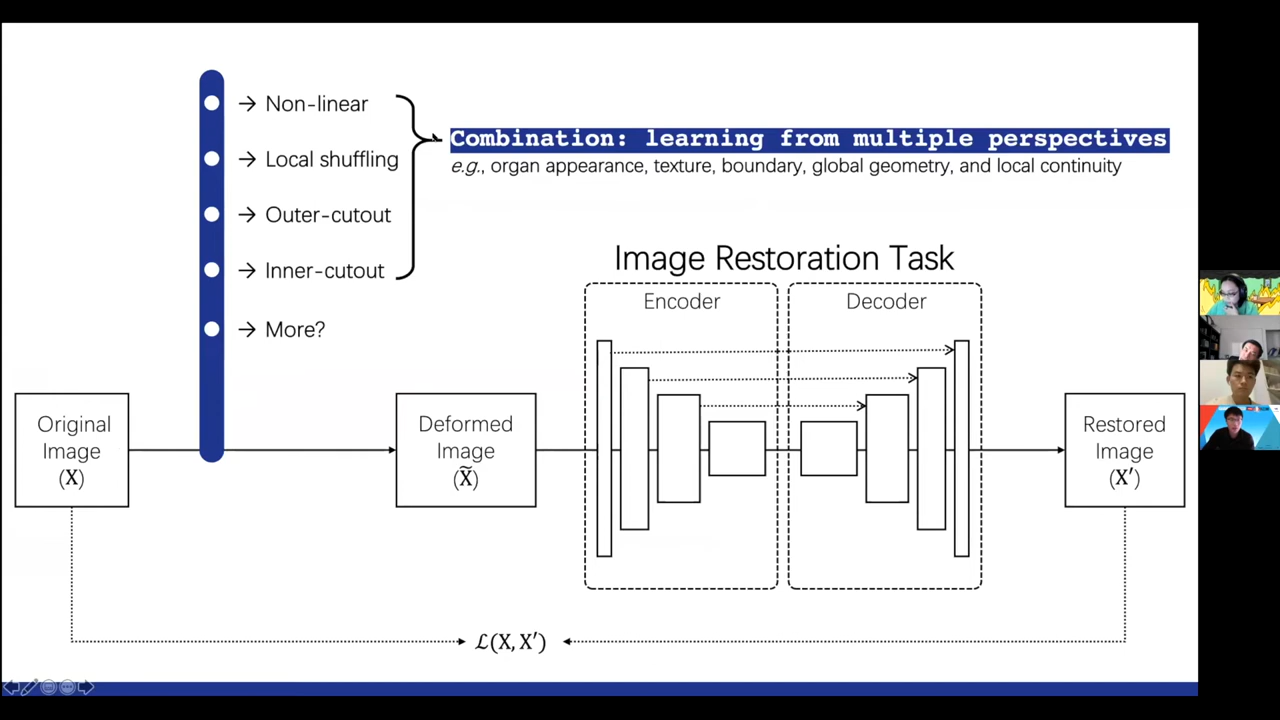 → Non-linear
→ Local shuffling
→ Outer-cutout
→ Inner-cutout
→ More?
Combination: learning from multiple perspectives
e.g., organ appearance, texture, boundary, global geometry, and local continuity
Image Restoration Task
Encoder
Decoder
Original
Image
(X)
Deformed
Image
(X̃)
Restored
Image
(X′)
ℒ(X, X′)